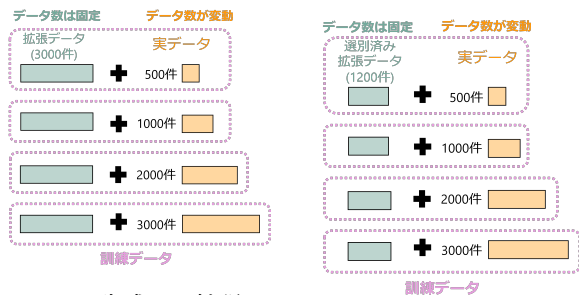 データ数は固定
データ数が変動
拡張データ
(3000件)
実データ
500件
1000件
2000件
3000件
訓練データ
データ数は固定
データ数が変動
選別済み
拡張データ
(1200件)
実データ
500件
1000件
2000件
3000件
訓練データ